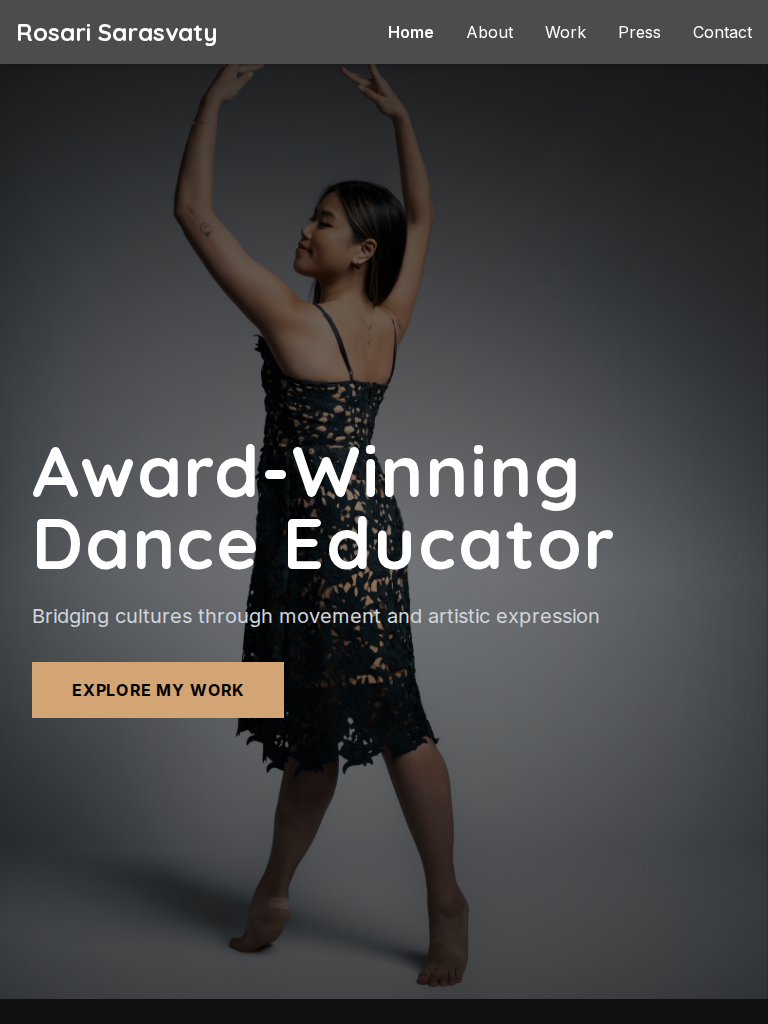 Rosari Sarasvaty
Home About Work Press Contact
Award-Winning
Dance Educator
Bridging cultures through movement and artistic expression
EXPLORE MY WORK